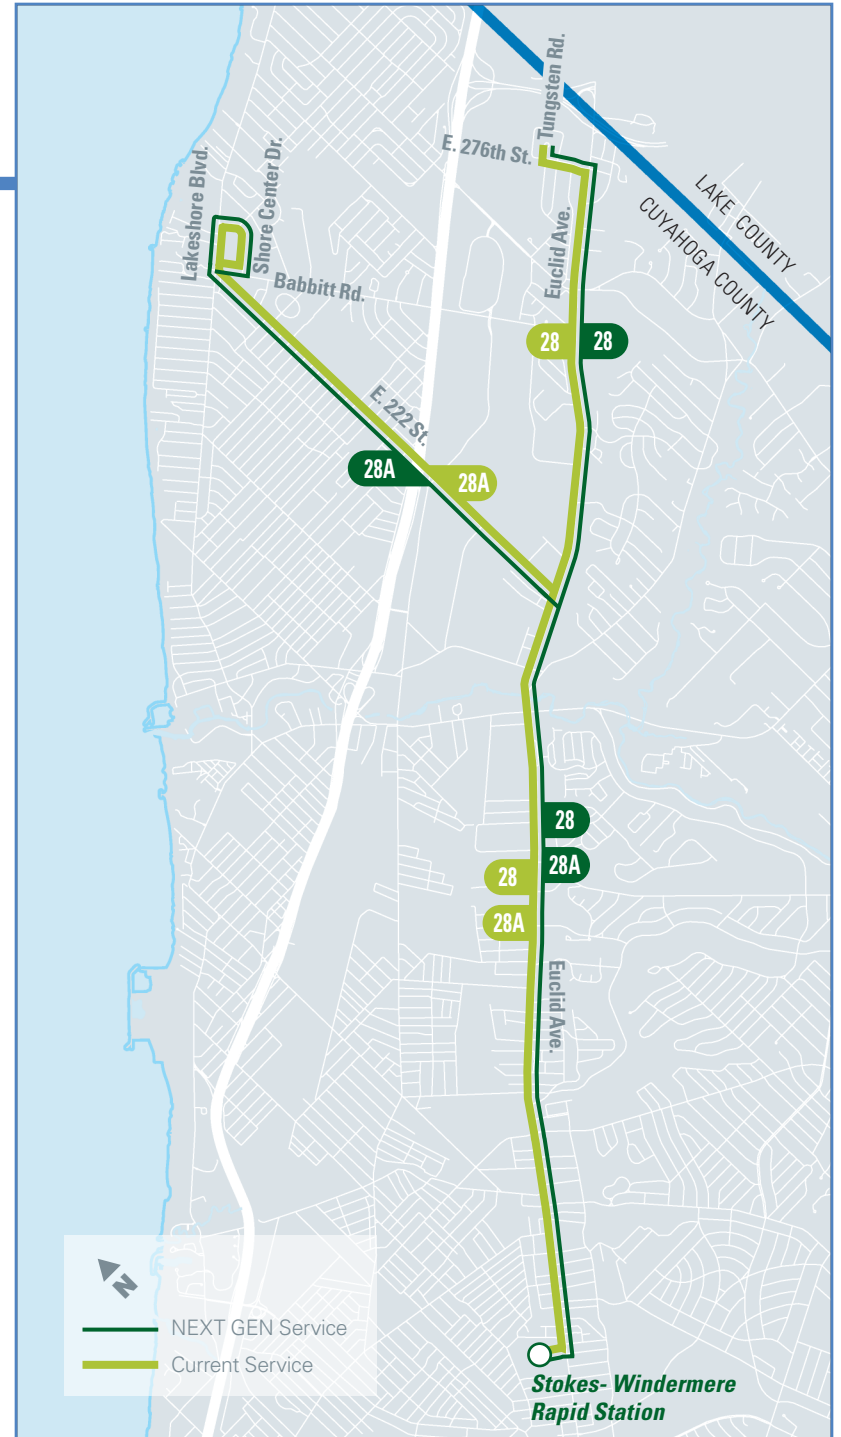 Tungsten Rd.
E. 276th St.
Lakeshore Blvd.
Shore Center Dr.
Babbitt Rd.
Euclid Ave.
LAKE COUNTY
CUYAHOGA COUNTY
28
28
E. 222 St.
28A
28A
28
28A
28
28A
Euclid Ave.
N
NEXT GEN Service
Current Service
Stokes- Windermere
Rapid Station